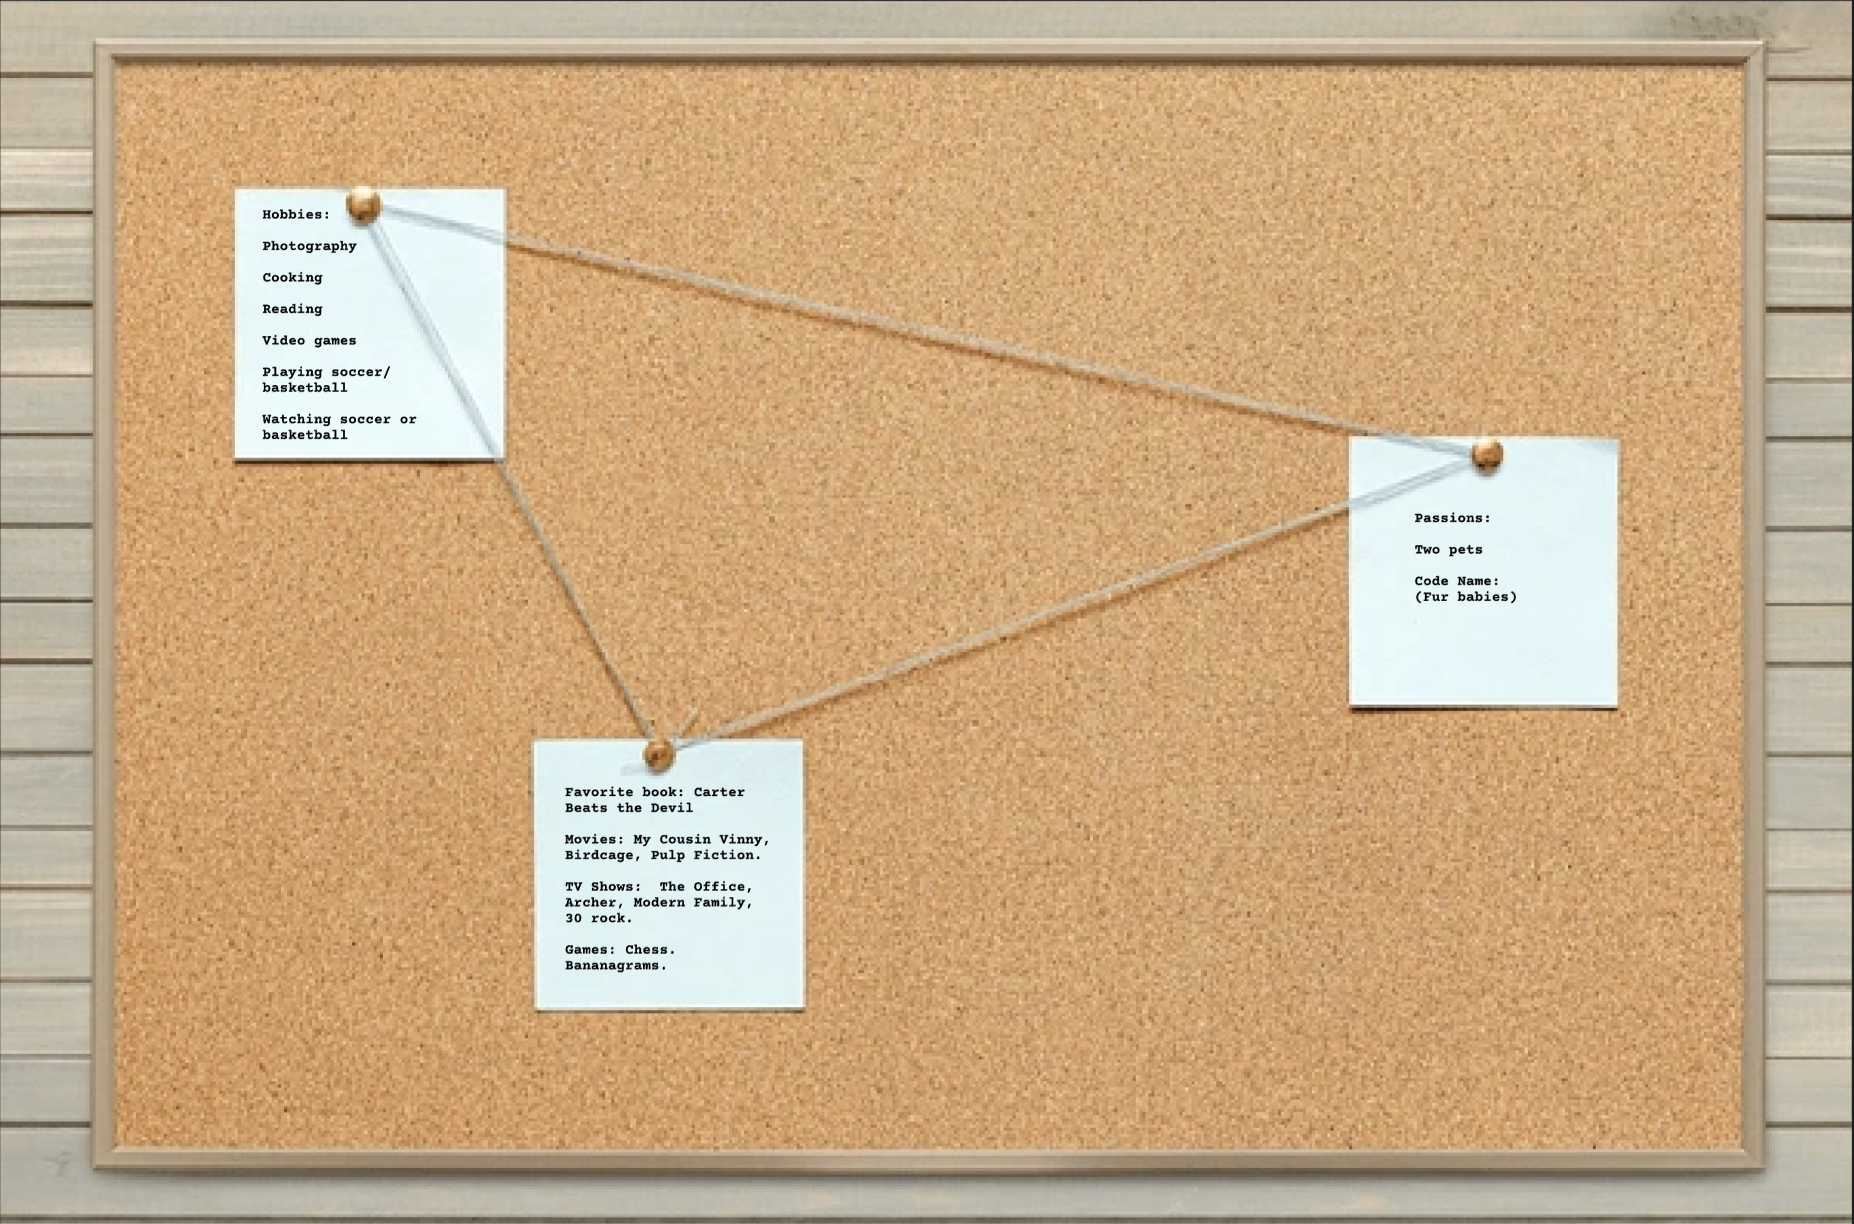 Hobbies:
Photography
Cooking
Reading
Video games
Playing soccer/
basketball
Watching soccer or
basketball
Passions:
Two pets
Code Name:
(Fur babies)
Favorite book: Carter
Beats the Devil
Movies: My Cousin Vinny,
Birdcage, Pulp Fiction.
TV Shows:  The Office,
Archer, Modern Family,
30 rock.
Games: Chess.
Bananagrams.